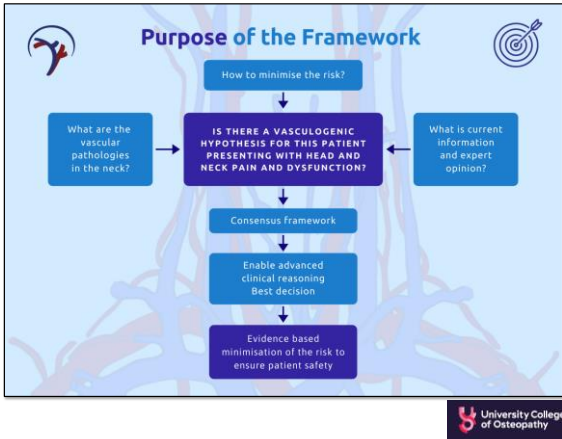 Purpose of the Framework
How to minimise the risk?
What are the
vascular
pathologies
in the neck?
IS THERE A VASCULOGENIC
HYPOTHESIS FOR THIS PATIENT
PRESENTING WITH HEAD AND
NECK PAIN AND DYSFUNCTION?
What is current
information
and expert
opinion?
Consensus framework
Enable advanced
clinical reasoning
Best decision
Evidence based
minimisation of the risk to
ensure patient safety
University College
of Osteopathy